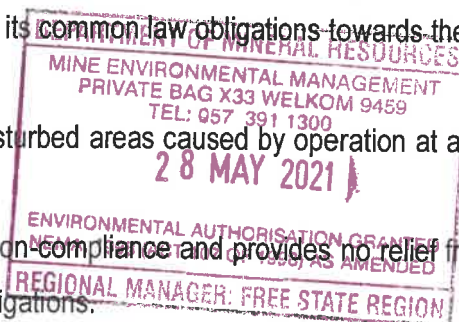 its common law obligations towards the
DEPARTMENT OF MINERAL RESOURCES
MINE ENVIRONMENTAL MANAGEMENT
PRIVATE BAG X33 WELKOM 9459
TEL: 057 391 1300
sturbed areas caused by operation at a
28 MAY 2021
ENVIRONMENTAL AUTHORISATION GRANTED
on-compliance and provides no relief f
AS AMENDED
REGIONAL MANAGER: FREE STATE REGION
igations.